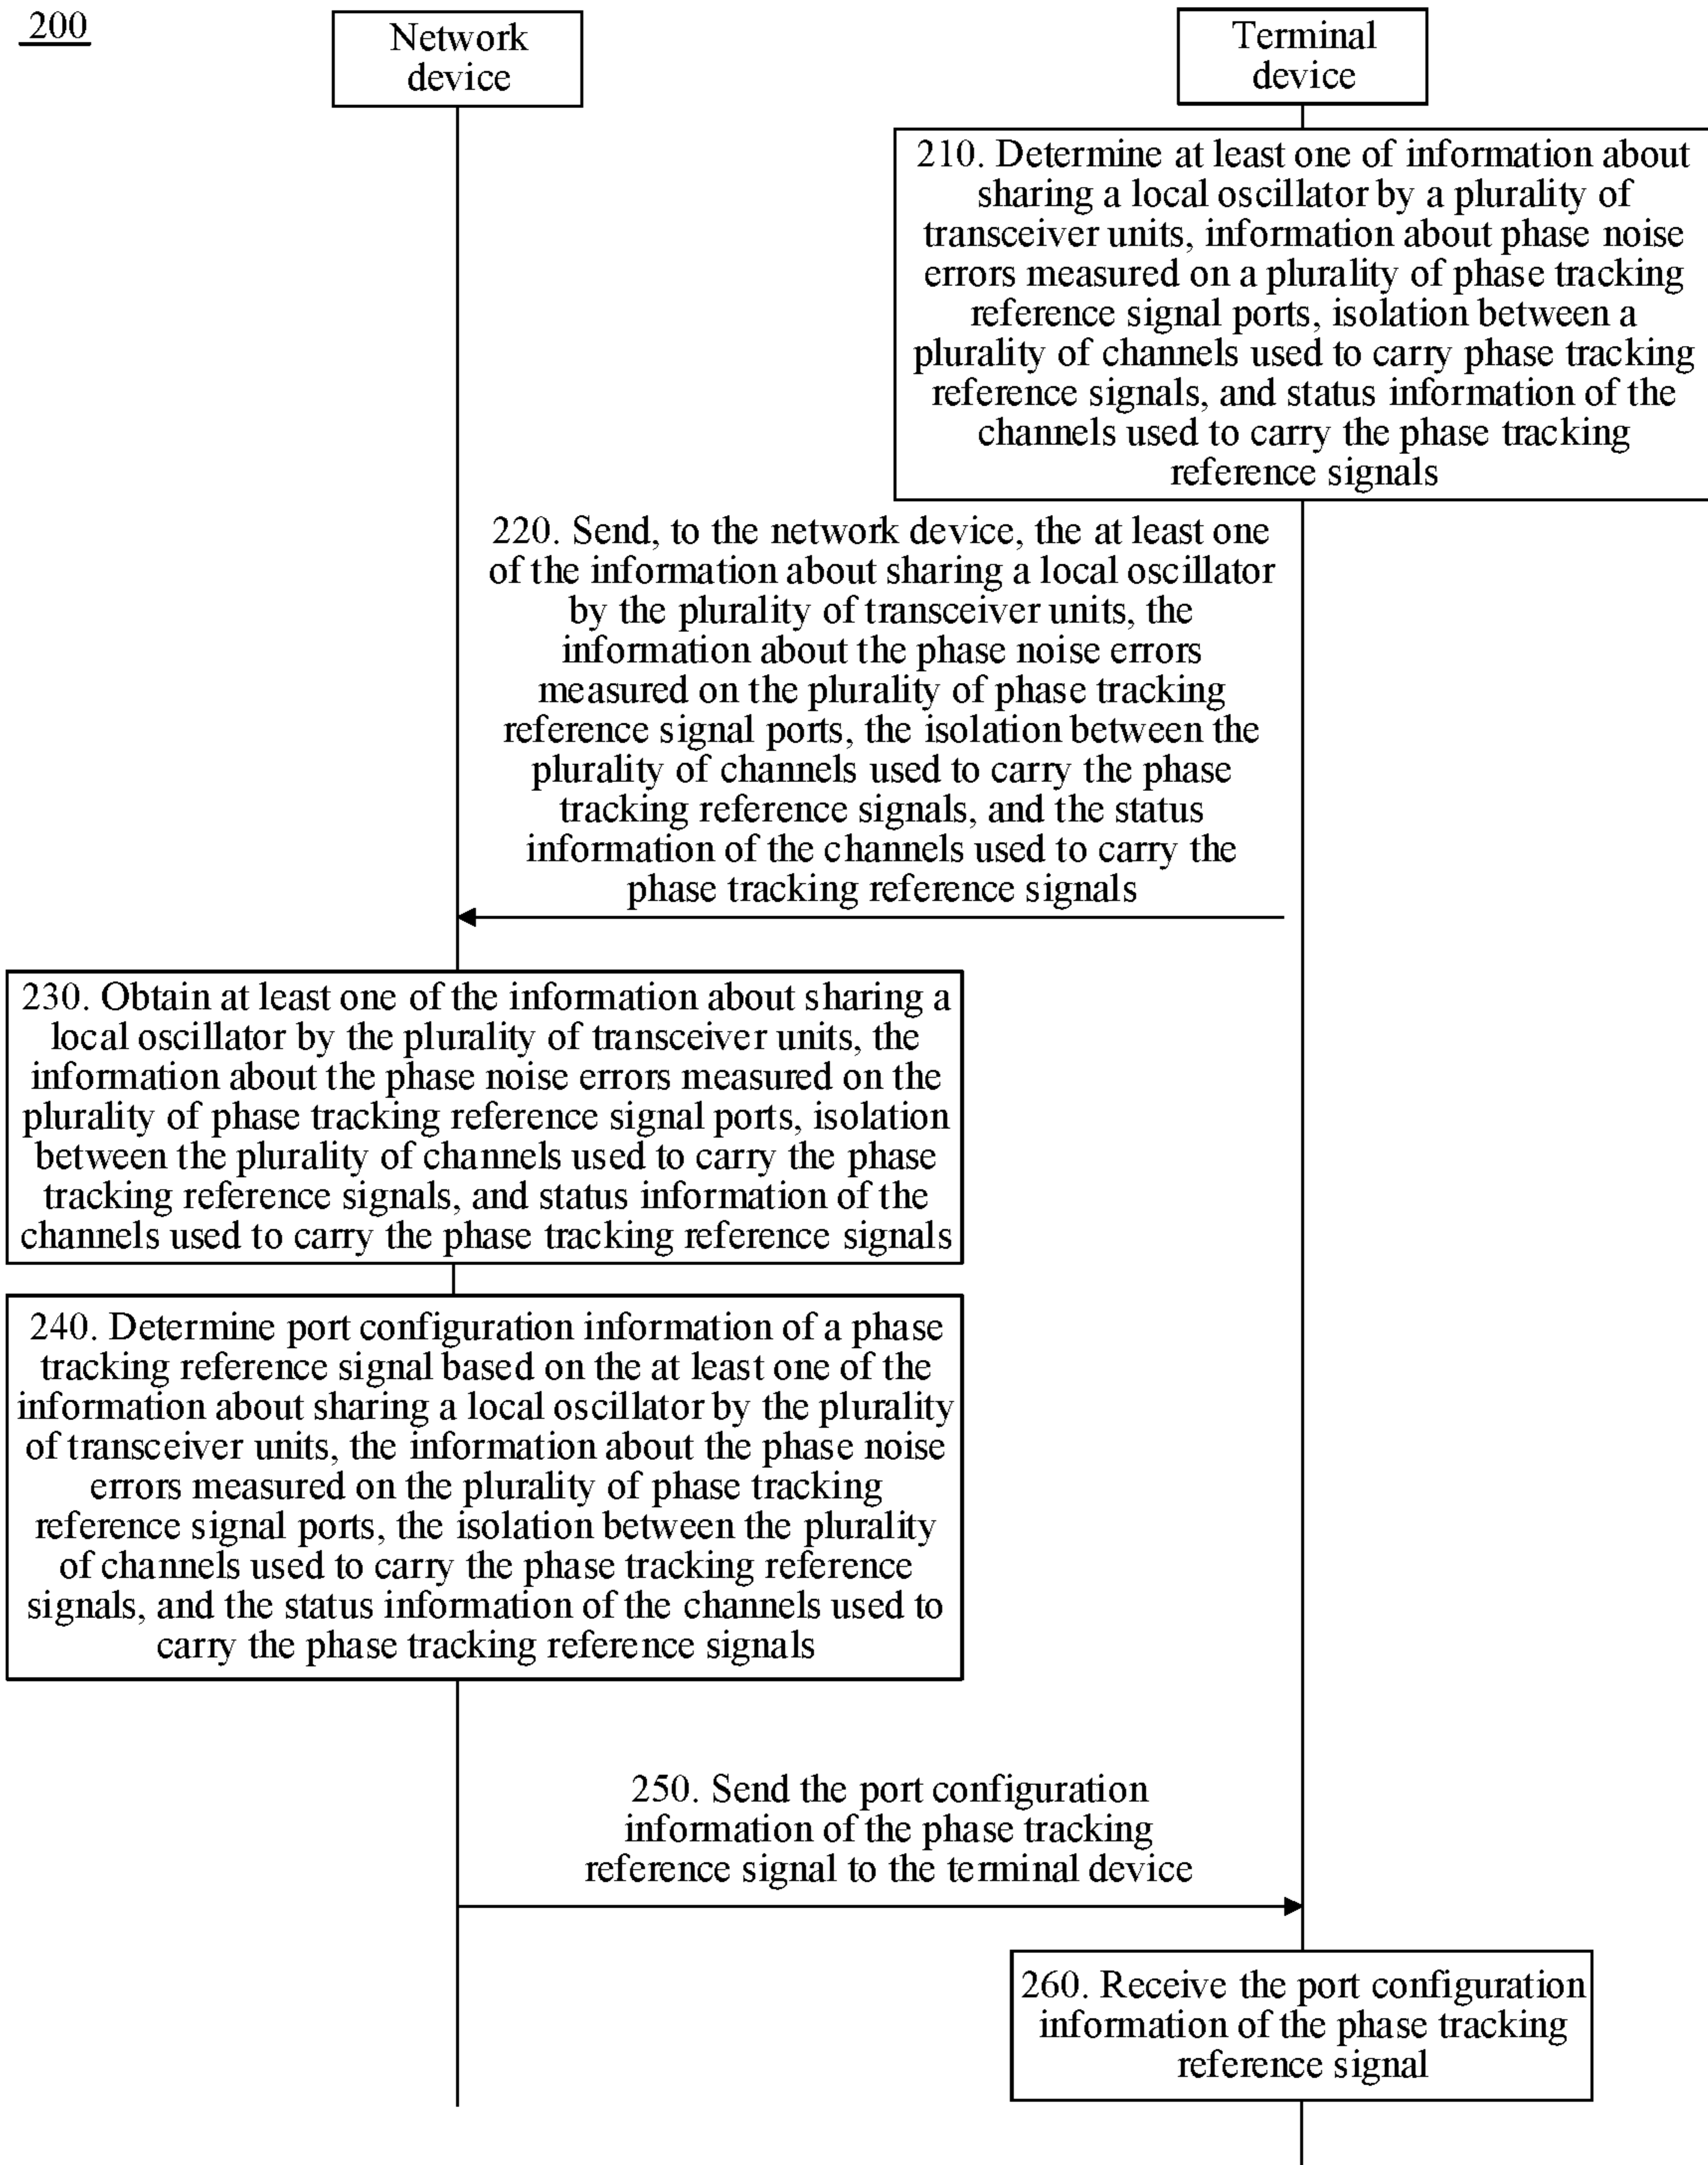 200
Network
device
Terminal
device
210. Determine at least one of information about
sharing a local oscillator by a plurality of
transceiver units, information about phase noise
errors measured on a plurality of phase tracking
reference signal ports, isolation between a
plurality of channels used to carry phase tracking
reference signals, and status information of the
channels used to carry the phase tracking
reference signals
220. Send, to the network device, the at least one
of the information about sharing a local oscillator
by the plurality of transceiver units, the
information about the phase noise errors
measured on the plurality of phase tracking
reference signal ports, the isolation between the
plurality of channels used to carry the phase
tracking reference signals, and the status
information of the channels used to carry the
phase tracking reference signals
230. Obtain at least one of the information about sharing a
local oscillator by the plurality of transceiver units, the
information about the phase noise errors measured on the
plurality of phase tracking reference signal ports, isolation
between the plurality of channels used to carry the phase
tracking reference signals, and status information of the
channels used to carry the phase tracking reference signals
240. Determine port configuration information of a phase
tracking reference signal based on the at least one of the
information about sharing a local oscillator by the plurality
of transceiver units, the information about the phase noise
errors measured on the plurality of phase tracking
reference signal ports, the isolation between the plurality
of channels used to carry the phase tracking reference
signals, and the status information of the channels used to
carry the phase tracking reference signals
250. Send the port configuration
information of the phase tracking
reference signal to the terminal device
260. Receive the port configuration
information of the phase tracking
reference signal